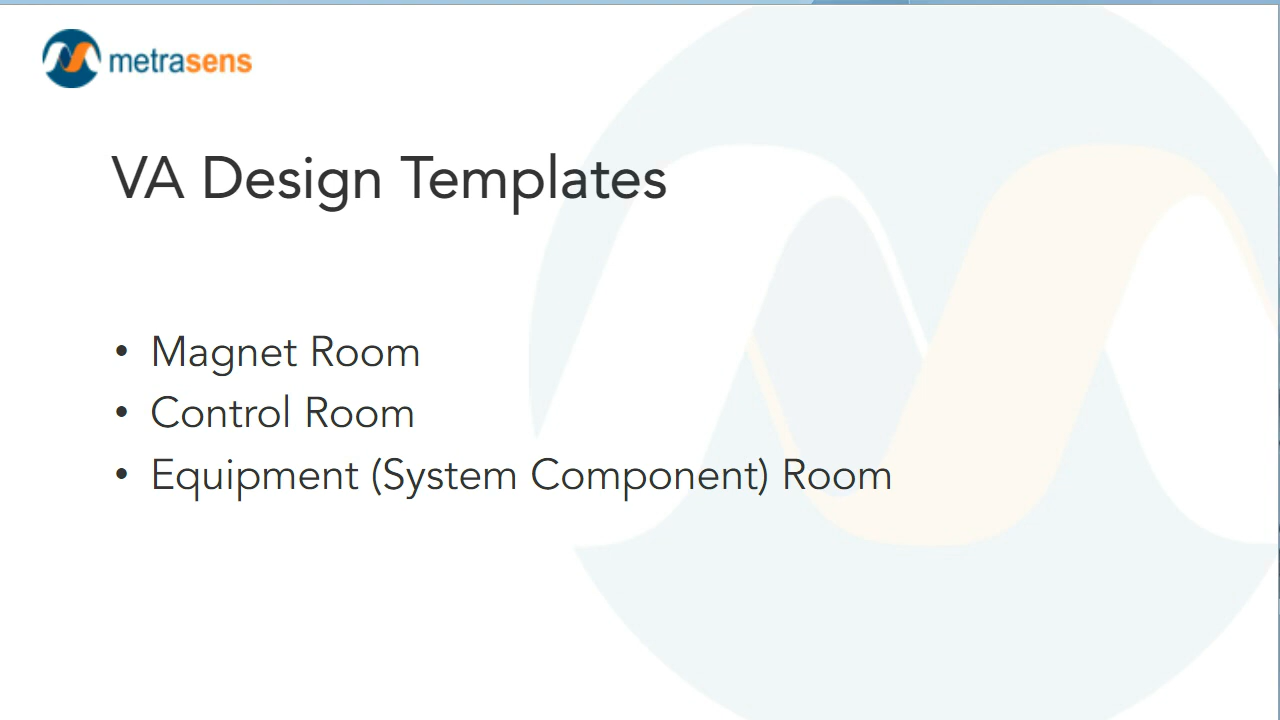 metrasens
VA Design Templates
• Magnet Room
• Control Room
• Equipment (System Component) Room